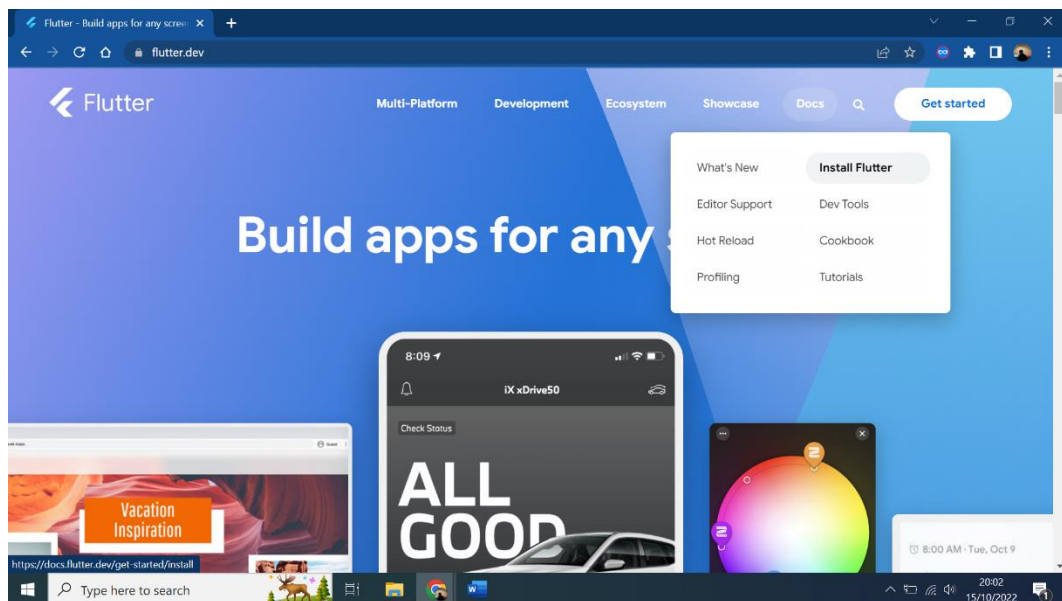 Flutter - Build apps for any scree
flutter.dev
Flutter
Multi-Platform Development Ecosystem Showcase Docs Get started
What's New Install Flutter
Editor Support Dev Tools
Hot Reload Cookbook
Profiling Tutorials
Build apps for any
8:09
iX xDrive50
Check Status
ALL
GOOD
Guest
Vacation
Inspiration
8:00 AM - Tue, Oct 9
https://docs.flutter.dev/get-started/install
Type here to search
20:02
15/10/2022